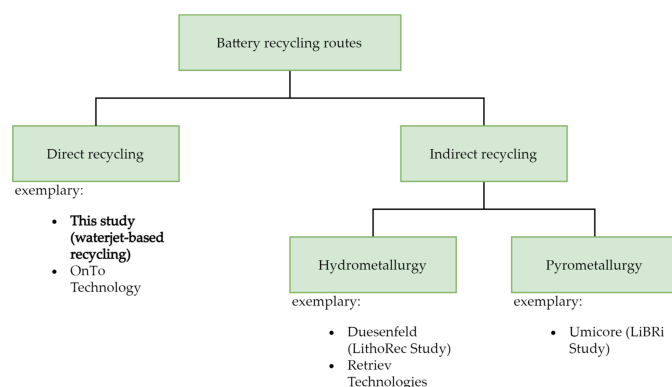 Battery recycling routes
Direct recycling
Indirect recycling
exemplary:
• This study
(waterjet-based
recycling)
• OnTo
Technology
Hydrometallurgy
Pyrometallurgy
exemplary:
• Duesenfeld
(LithoRec Study)
• Retriev
Technologies
exemplary:
• Umicore (LiBRi
Study)